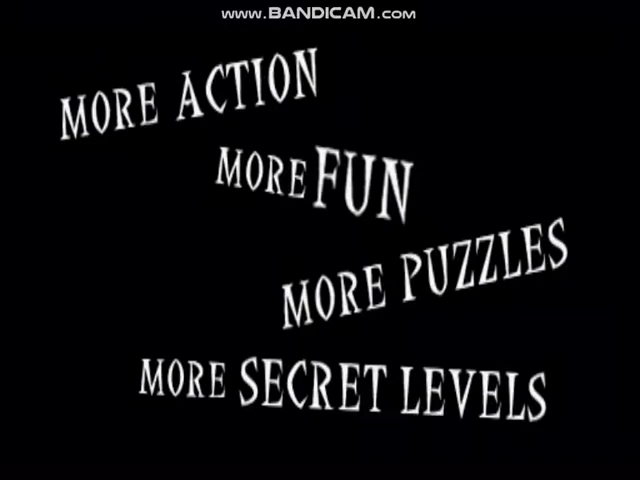 www.BANDICAM.com
MORE ACTION
MORE FUN
MORE PUZZLES
MORE SECRET LEVELS